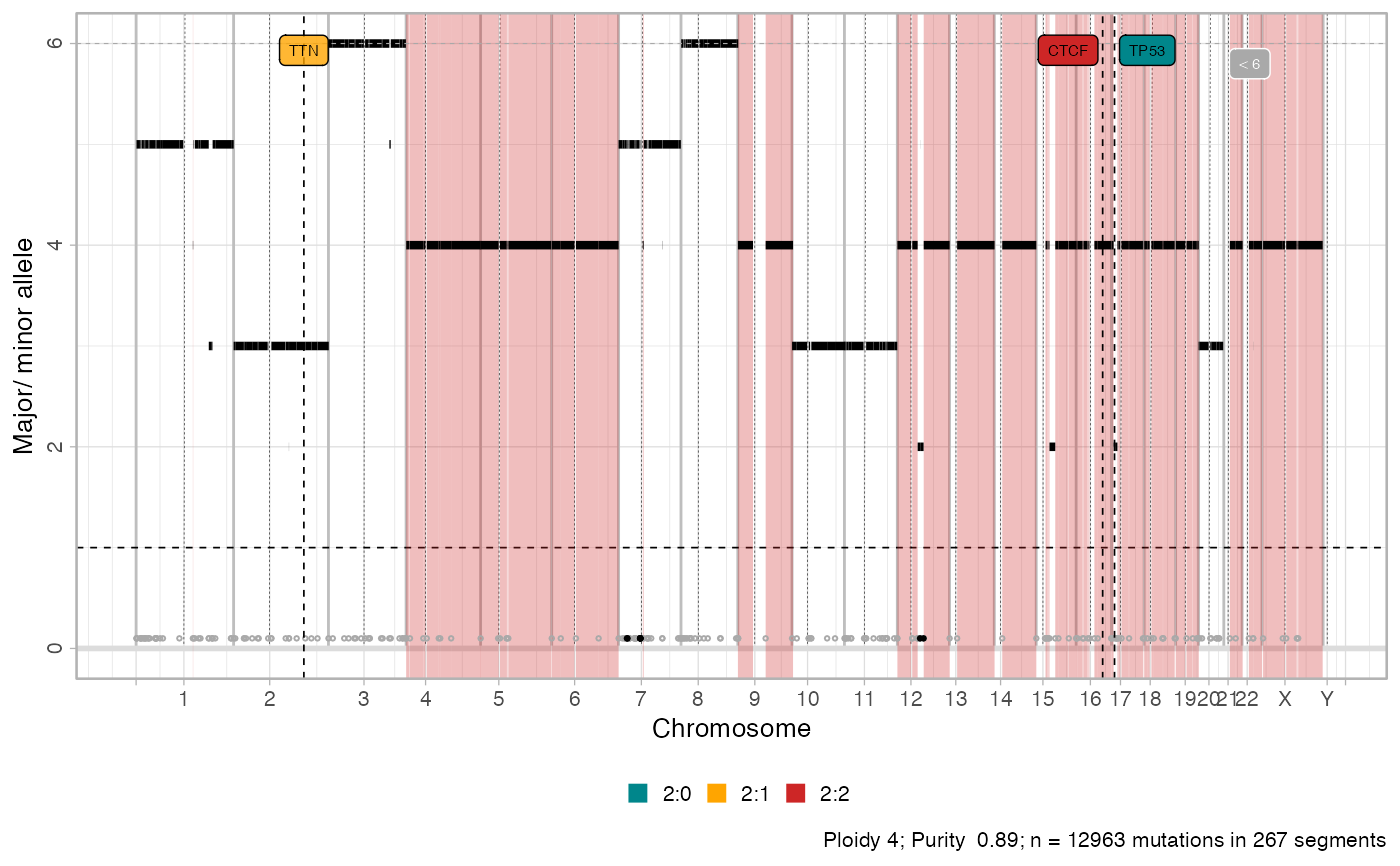 TTN
CTCF
TP53
< 6
6
4
2
0
Major/ minor allele
1 2 3 4 5 6 7 8 9 10 11 12 13 14 15 16 17 18 19 20 21 22 X Y
Chromosome
2:0 2:1 2:2
Ploidy 4; Purity 0.89; n = 12963 mutations in 267 segments